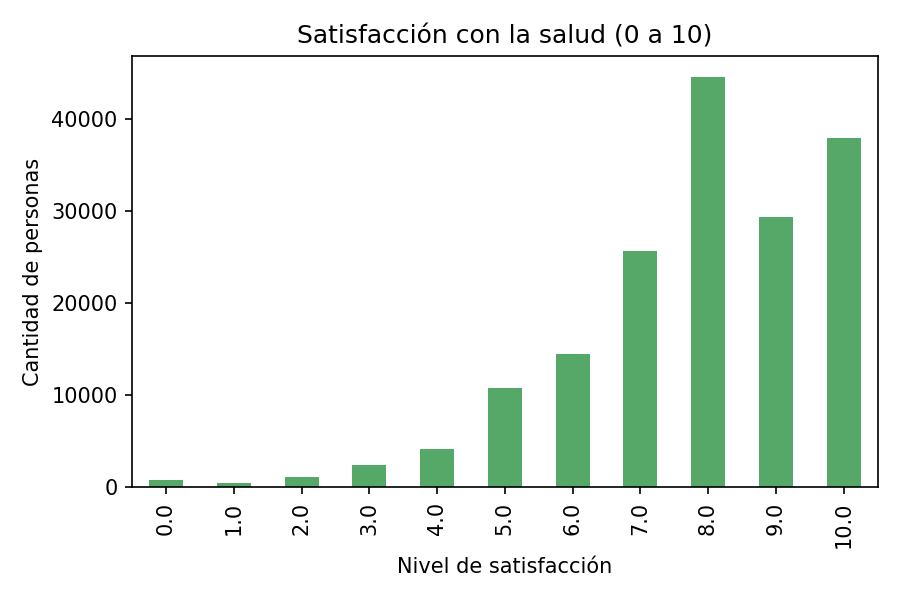 Satisfacción con la salud (0 a 10)
Cantidad de personas
40000
30000
20000
10000
0
0.0 1.0 2.0 3.0 4.0 5.0 6.0 7.0 8.0 9.0 10.0
Nivel de satisfacción